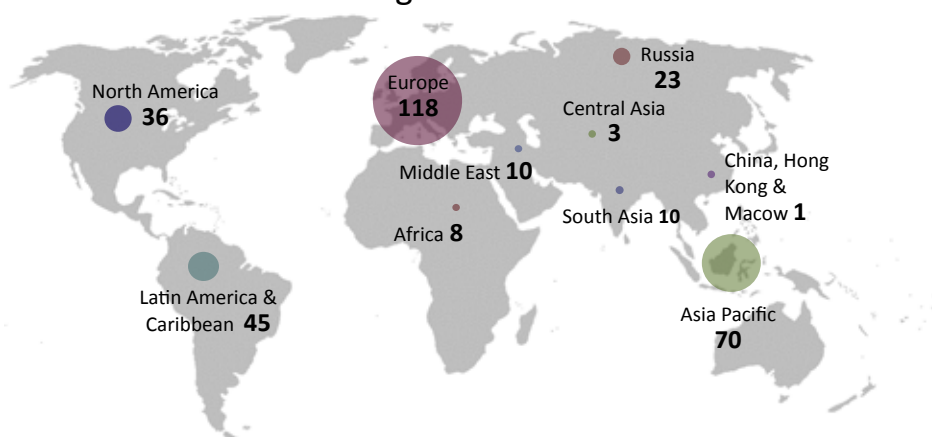 North America
36
Europe
118
Russia
23
Central Asia
3
Middle East 10
China, Hong
Kong &
Macow 1
South Asia 10
Africa 8
Latin America &
Caribbean 45
Asia Pacific
70